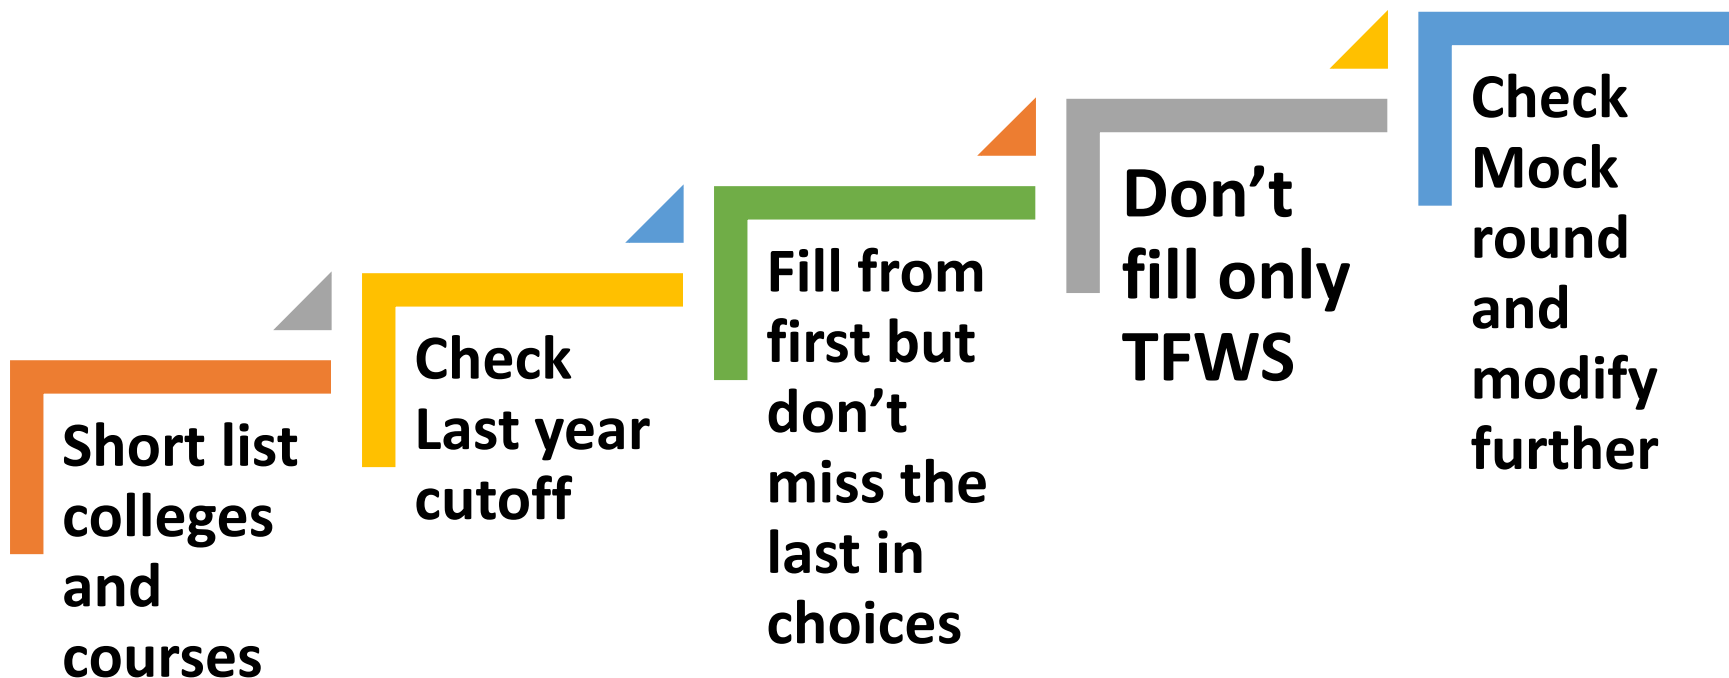 Short list
colleges
and
courses
Check
Last year
cutoff
Fill from
first but
don’t
miss the
last in
choices
Don’t
fill only
TFWS
Check
Mock
round
and
modify
further